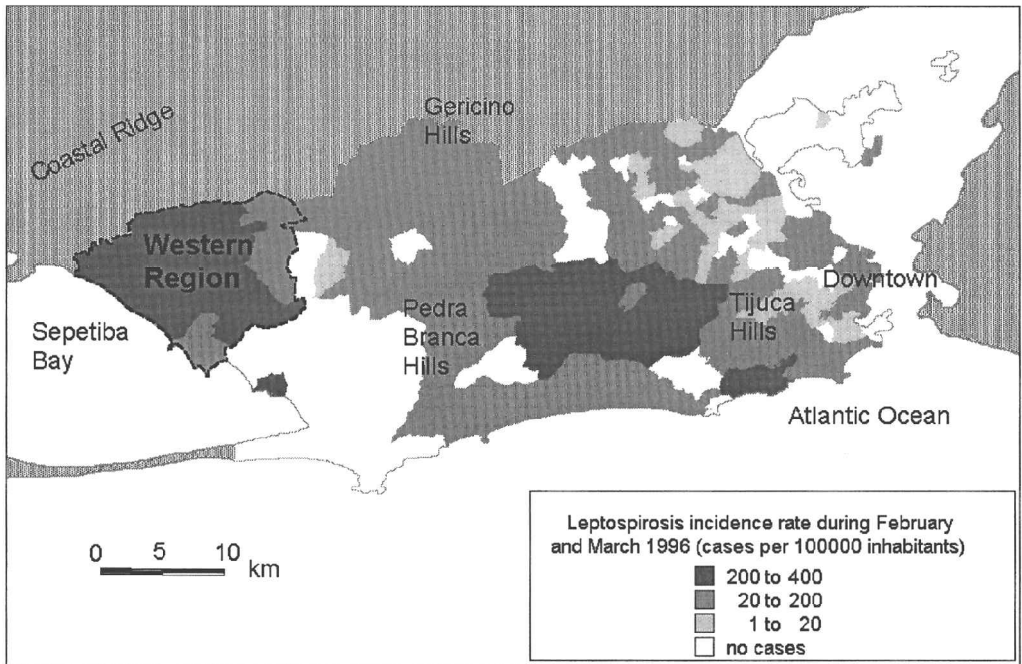 Gericino
Hills
Coastal Ridge
Western
Region
Sepetiba
Bay
Pedra
Branca
Hills
Tijuca
Hills
Downtown
Atlantic Ocean
0 5 10
km
Leptospirosis incidence rate during February
and March 1996 (cases per 100000 inhabitants)
200 to 400
20 to 200
1 to 20
no cases